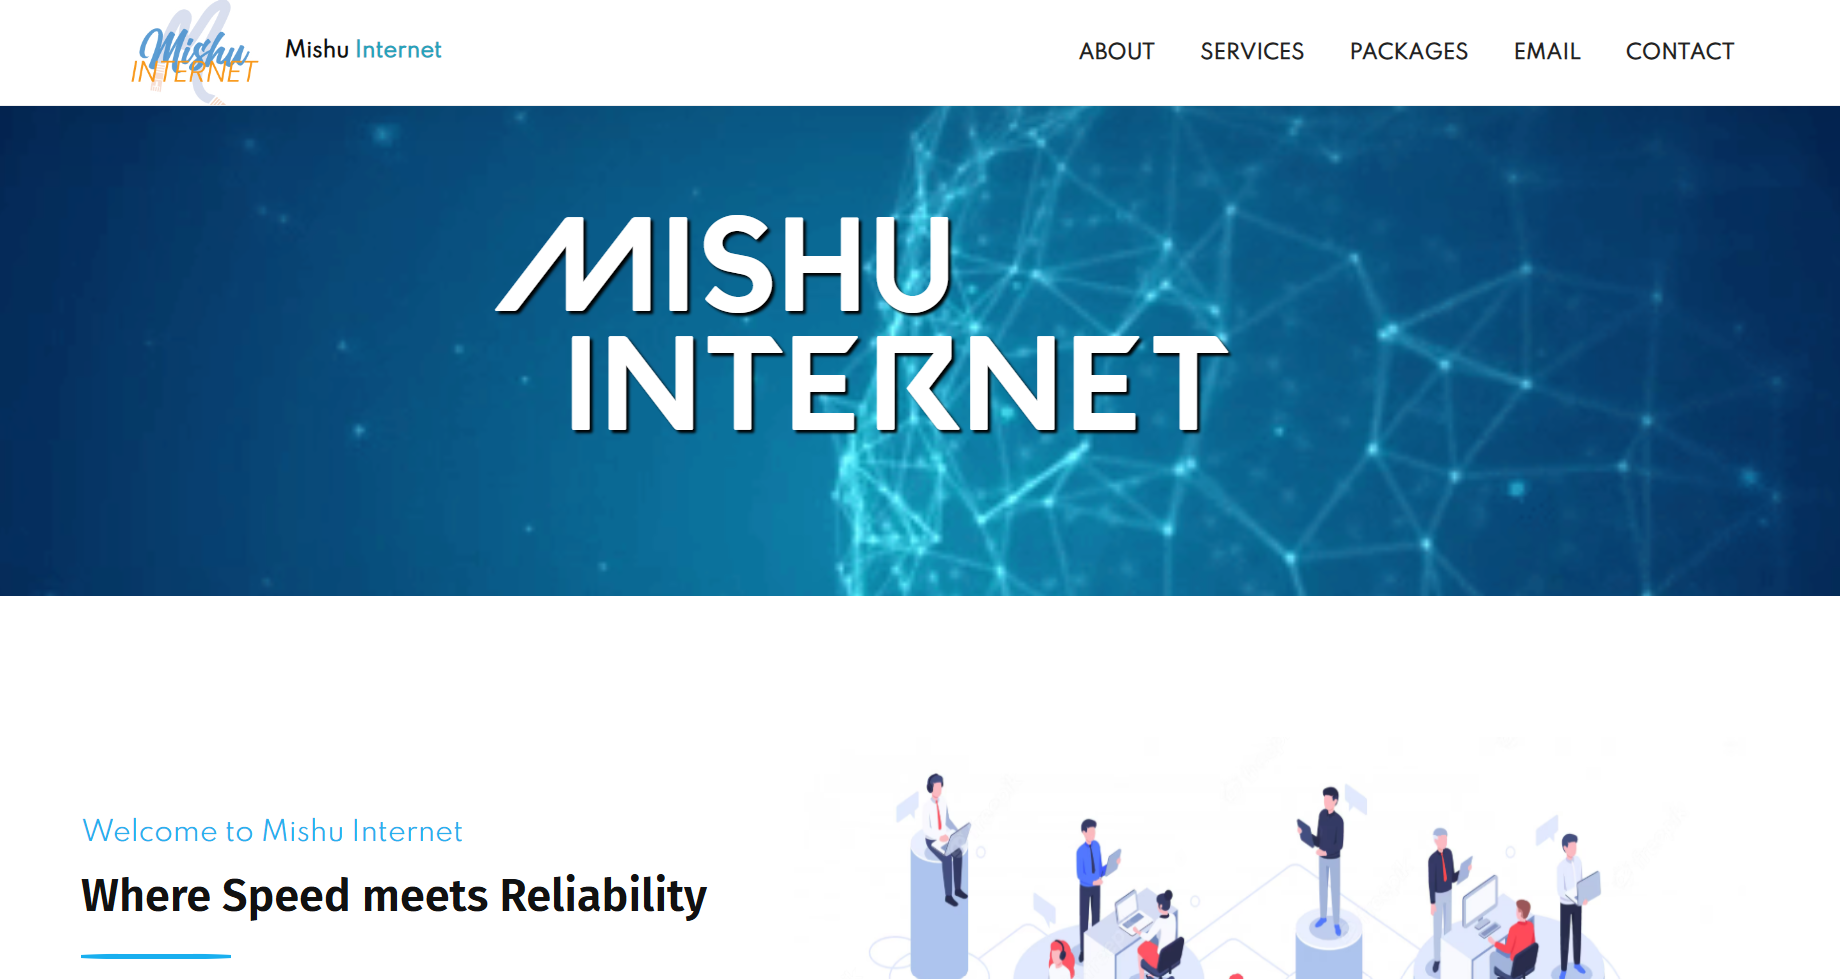 Mishu
INTERNET
Mishu Internet
ABOUT SERVICES PACKAGES EMAIL CONTACT
MISHU
INTERNET
Welcome to Mishu Internet
Where Speed meets Reliability